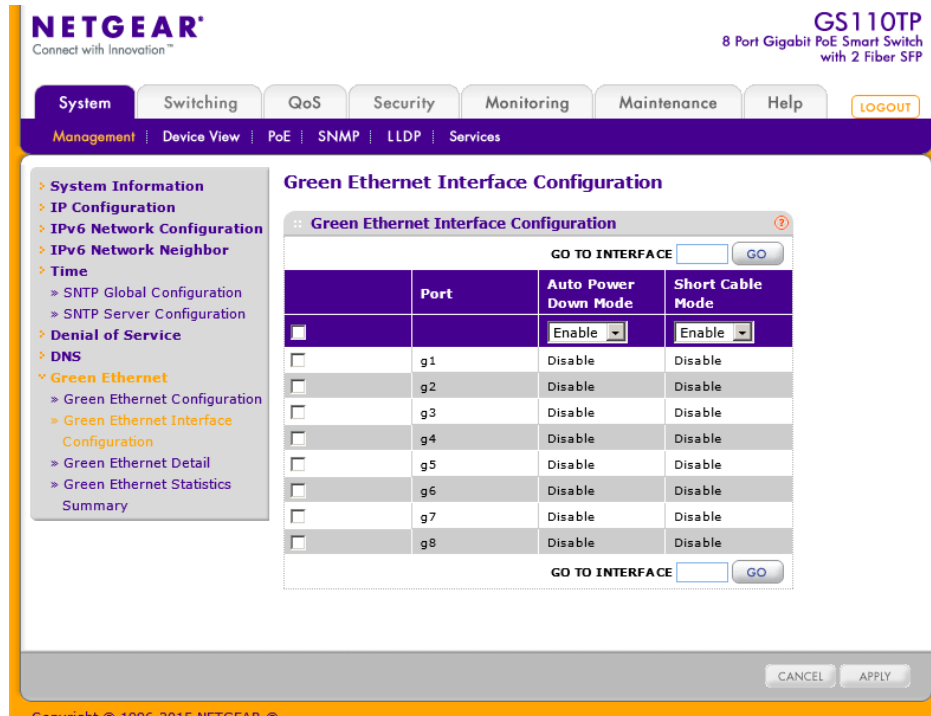 NETGEAR®
Connect with Innovation™
GS110TP
8 Port Gigabit PoE Smart Switch
with 2 Fiber SFP
System Switching QoS Security Monitoring Maintenance Help LOGOUT
Management Device View PoE SNMP LLDP Services
System Information
IP Configuration
IPv6 Network Configuration
IPv6 Network Neighbor
Time
» SNTP Global Configuration
» SNTP Server Configuration
Denial of Service
DNS
Green Ethernet
» Green Ethernet Configuration
» Green Ethernet Interface
Configuration
» Green Ethernet Detail
» Green Ethernet Statistics
Summary
Green Ethernet Interface Configuration
Green Ethernet Interface Configuration ?
GO TO INTERFACE GO
Port Auto Power Down Mode Short Cable Mode
Enable Enable
g1 Disable Disable
g2 Disable Disable
g3 Disable Disable
g4 Disable Disable
g5 Disable Disable
g6 Disable Disable
g7 Disable Disable
g8 Disable Disable
GO TO INTERFACE GO
CANCEL APPLY
Copyright © 1996-2015 NETGEAR ®